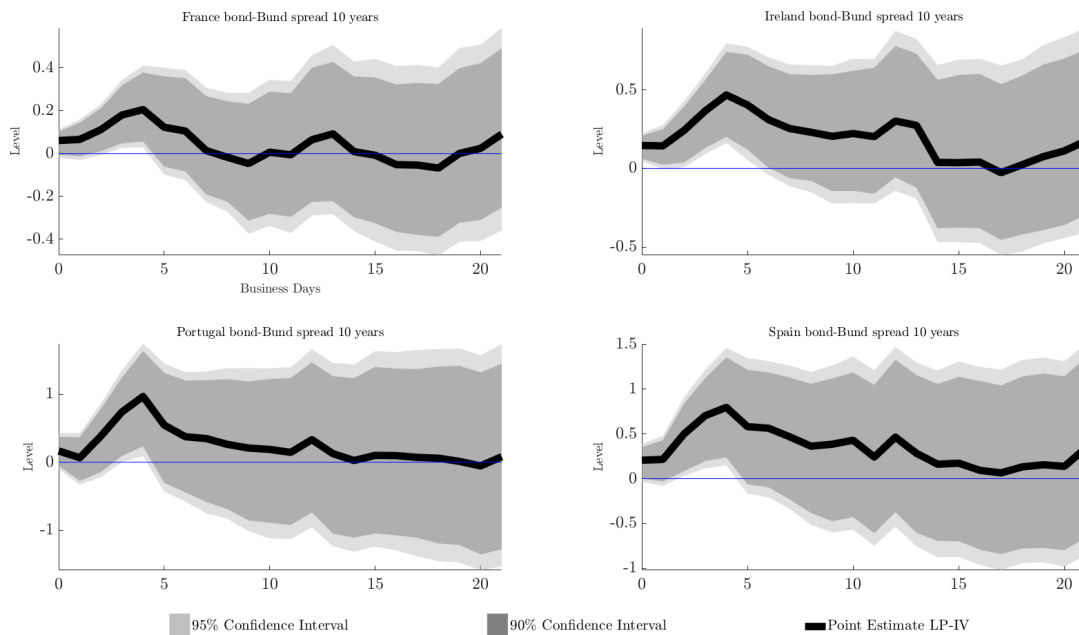 France bond-Bund spread 10 years
Level
0.4
0.2
0
-0.2
-0.4
0 5 10 15 20
Business Days
Ireland bond-Bund spread 10 years
Level
0.5
0
-0.5
0 5 10 15 20
Portugal bond-Bund spread 10 years
Level
1
0
-1
0 5 10 15 20
Spain bond-Bund spread 10 years
Level
1.5
1
0.5
0
-0.5
-1
0 5 10 15 20
95% Confidence Interval 90% Confidence Interval Point Estimate LP-IV